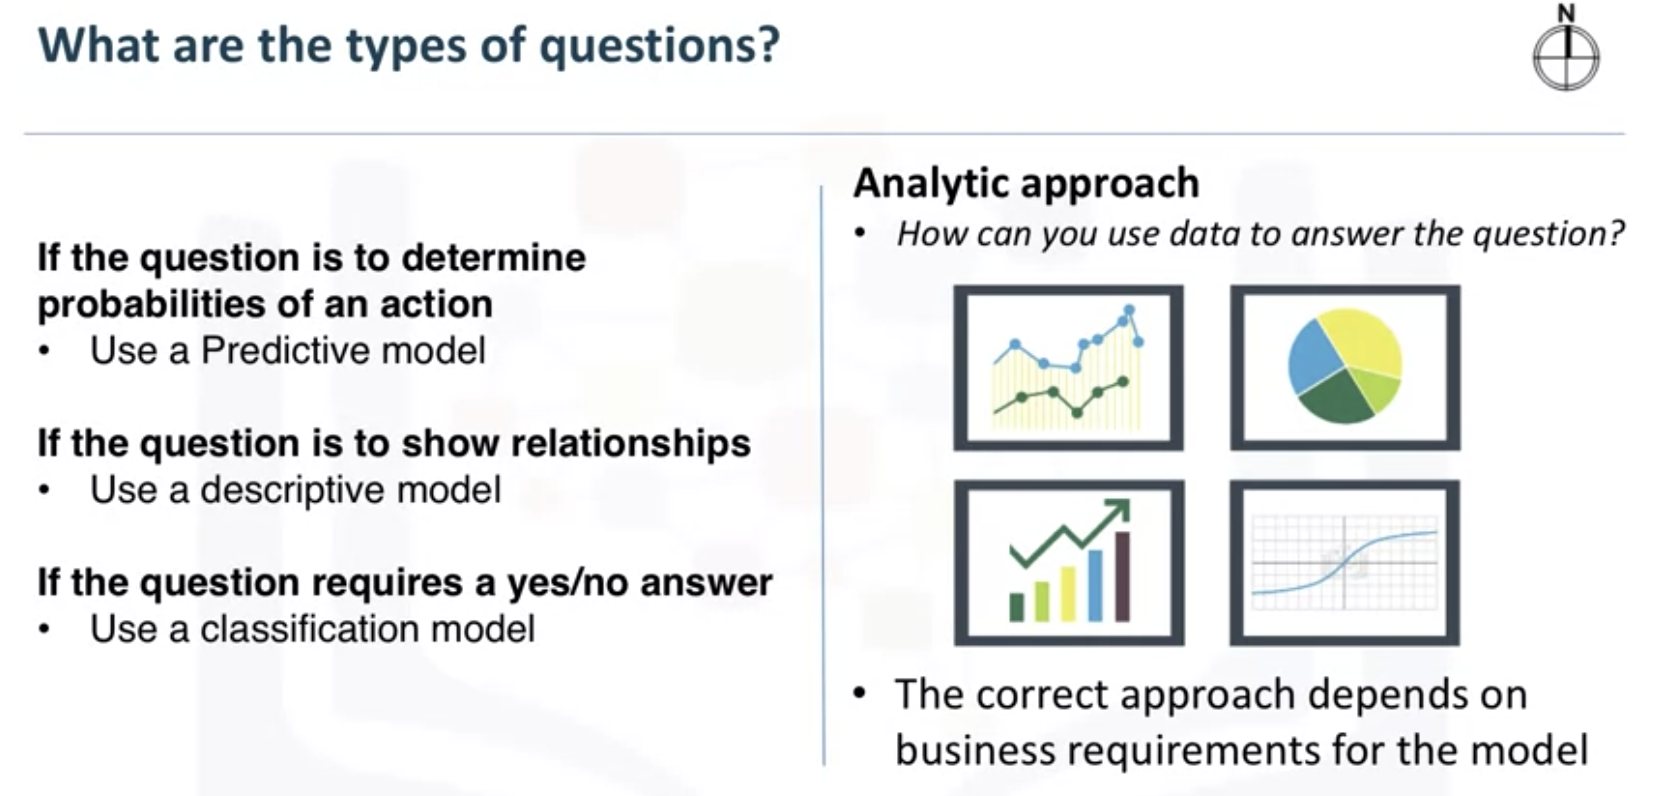 What are the types of questions?
N
If the question is to determine
probabilities of an action
• Use a Predictive model
If the question is to show relationships
• Use a descriptive model
If the question requires a yes/no answer
• Use a classification model
Analytic approach
• How can you use data to answer the question?
• The correct approach depends on
business requirements for the model